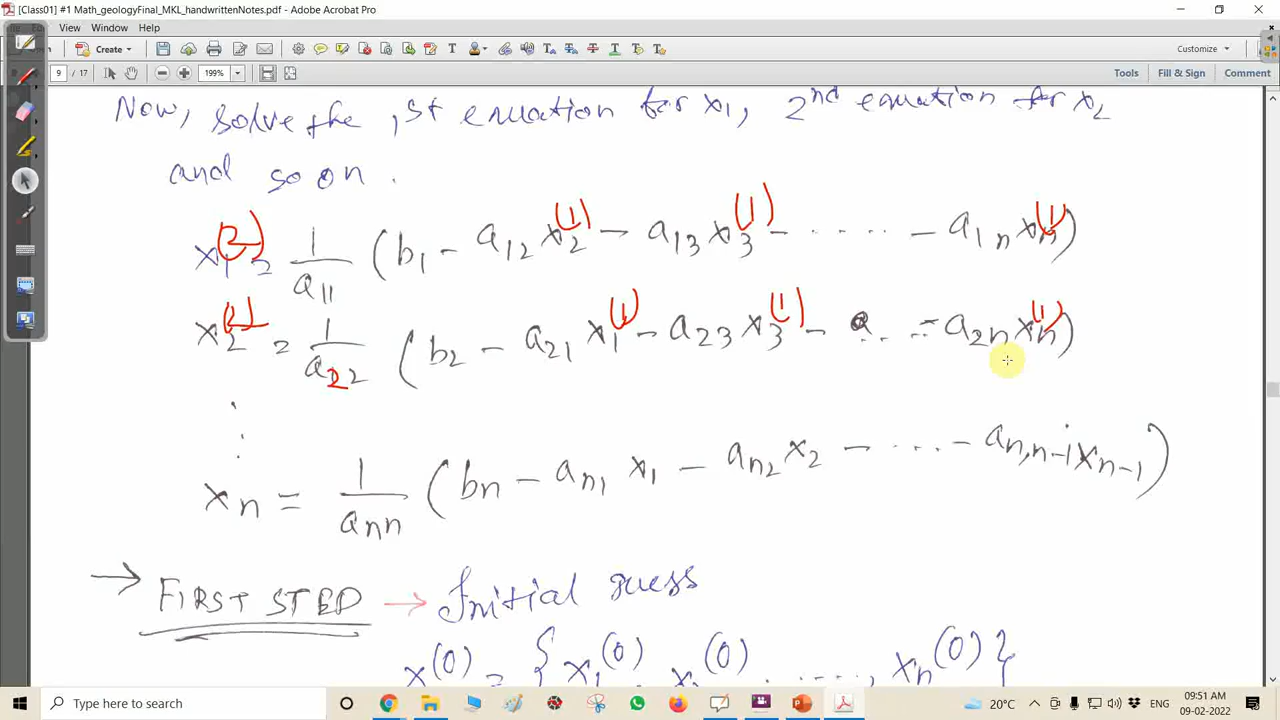 [Class01] #1 Math_geologyFinal_MKL_handwrittenNotes.pdf - Adobe Acrobat Pro
View Window Help
Create Customize
9 / 17 199% Tools Fill & Sign Comment
Now, solve the 1st equation for x1, 2nd equation for x2
and so on .
x1(2) = 1/a11 (b1 - a12 x2(1) - a13 x3(1) - ..... - a1n xn(1))
x2(2) = 1/a22 (b2 - a21 x1(1) - a23 x3(1) - .. .. - a2n xn(1))
xn = 1/ann (bn - an1 x1 - an2 x2 - ..... - an,n-1 xn-1)
→ FIRST STEP → Initial guess
x(0) = { x1(0) (0) ....., xn(0) }
Type here to search 20°C 09:51 AM
09-02-2022